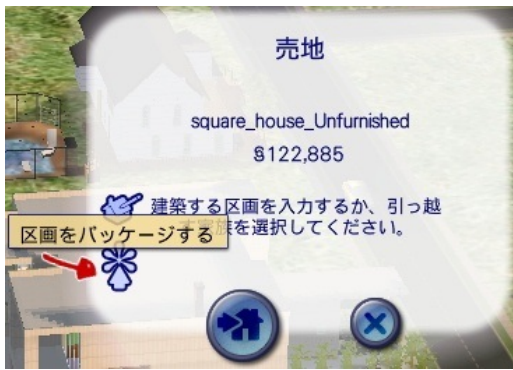 売地
square_house_Unfurnished
§122,885
建築する区画を入力するか、引っ越
す家族を選択してください。
区画をパッケージする